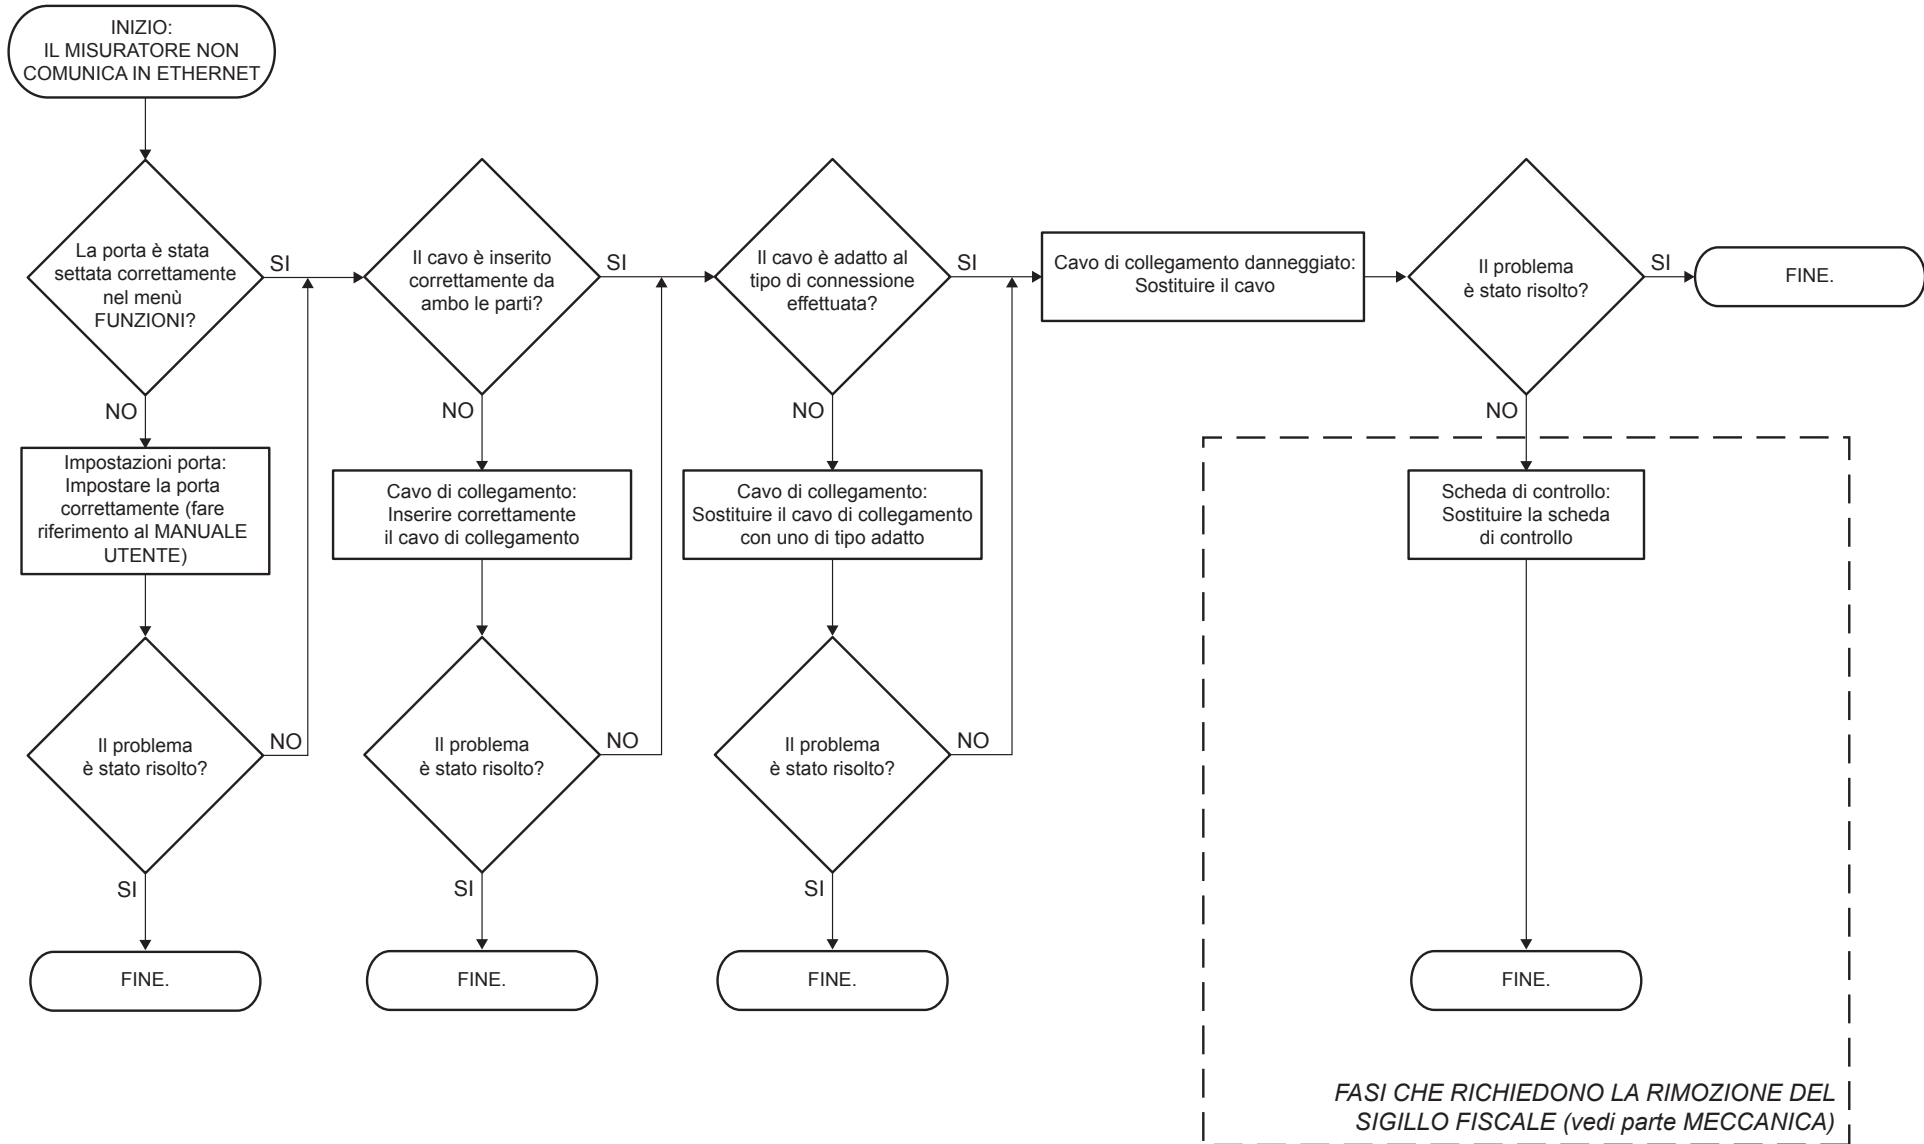 INIZIO:
IL MISURATORE NON
COMUNICA IN ETHERNET
La porta è stata
settata correttamente
nel menù
FUNZIONI?
SI
NO
Impostazioni porta:
Impostare la porta
correttamente (fare
riferimento al MANUALE
UTENTE)
Il problema
è stato risolto?
NO
SI
FINE.
Il cavo è inserito
correttamente da
ambo le parti?
SI
NO
Cavo di collegamento:
Inserire correttamente
il cavo di collegamento
Il problema
è stato risolto?
NO
SI
FINE.
Il cavo è adatto al
tipo di connessione
effettuata?
SI
NO
Cavo di collegamento:
Sostituire il cavo di collegamento
con uno di tipo adatto
Il problema
è stato risolto?
NO
SI
FINE.
Cavo di collegamento danneggiato:
Sostituire il cavo
Il problema
è stato risolto?
SI
FINE.
NO
Scheda di controllo:
Sostituire la scheda
di controllo
FINE.
FASI CHE RICHIEDONO LA RIMOZIONE DEL
SIGILLO FISCALE (vedi parte MECCANICA)